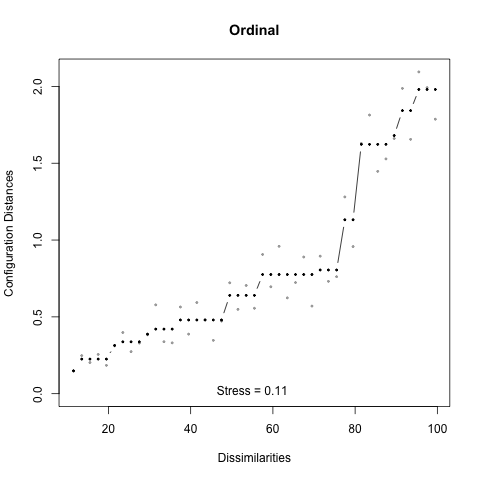 Ordinal
Configuration Distances
2.0
1.5
1.0
0.5
0.0
Stress = 0.11
20 40 60 80 100
Dissimilarities